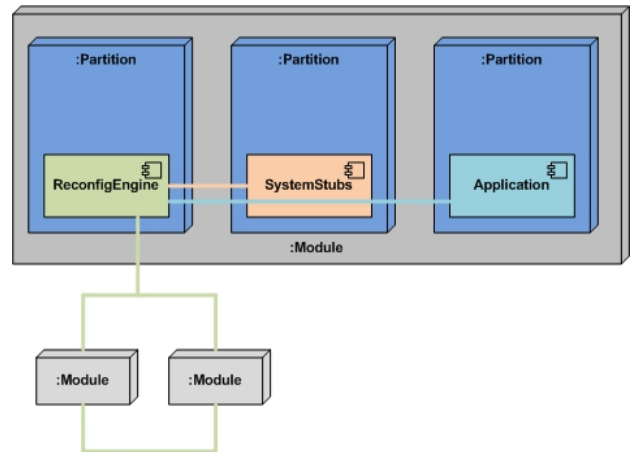 :Partition
:Partition
:Partition
ReconfigEngine
SystemStubs
Application
:Module
:Module
:Module